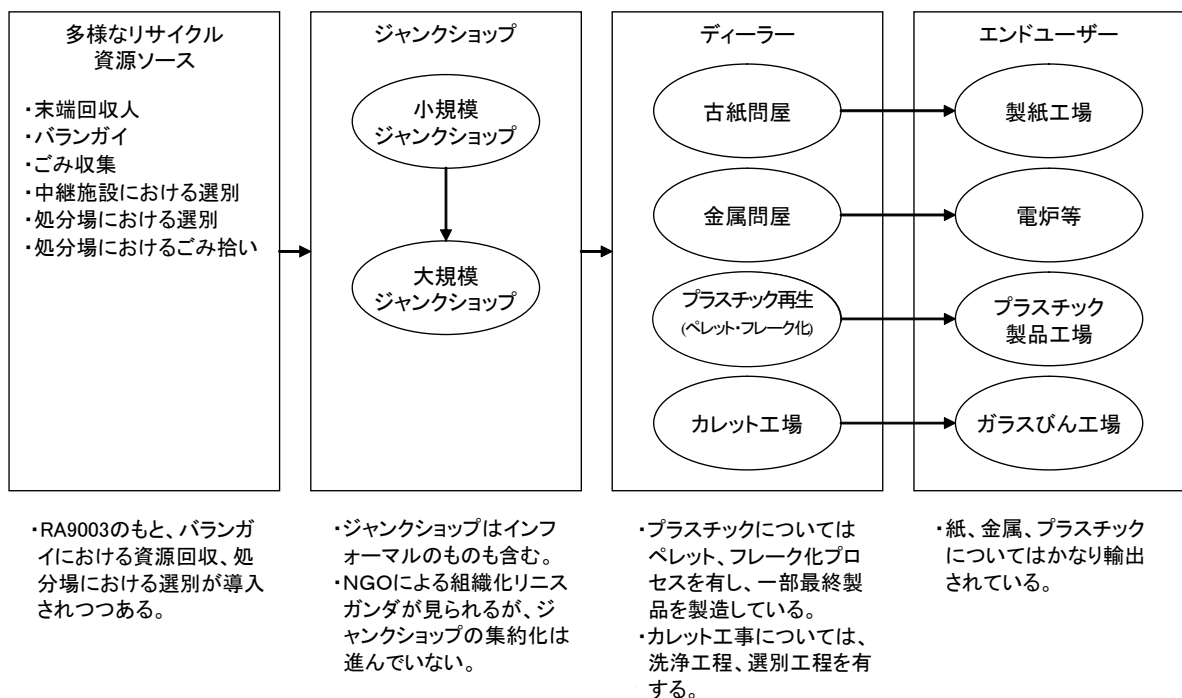 多様なリサイクル
資源ソース
・末端回収人
・バランガイ
・ごみ収集
・中継施設における選別
・処分場における選別
・処分場におけるごみ拾い
・RA9003のもと、バランガ
イにおける資源回収、処
分場における選別が導入
されつつある。
ジャンクショップ
小規模
ジャンクショップ
大規模
ジャンクショップ
・ジャンクショップはインフ
ォーマルのものも含む。
・NGOによる組織化リニス
ガンダが見られるが、ジ
ャンクショップの集約化は
進んでいない。
ディーラー
古紙問屋
金属問屋
プラスチック再生
(ペレット・フレーク化)
カレット工場
・プラスチックについては
ペレット、フレーク化プロ
セスを有し、一部最終製
品を製造している。
・カレット工事については、
洗浄工程、選別工程を有
する。
エンドユーザー
製紙工場
電炉等
プラスチック
製品工場
ガラスびん工場
・紙、金属、プラスチック
についてはかなり輸出
されている。